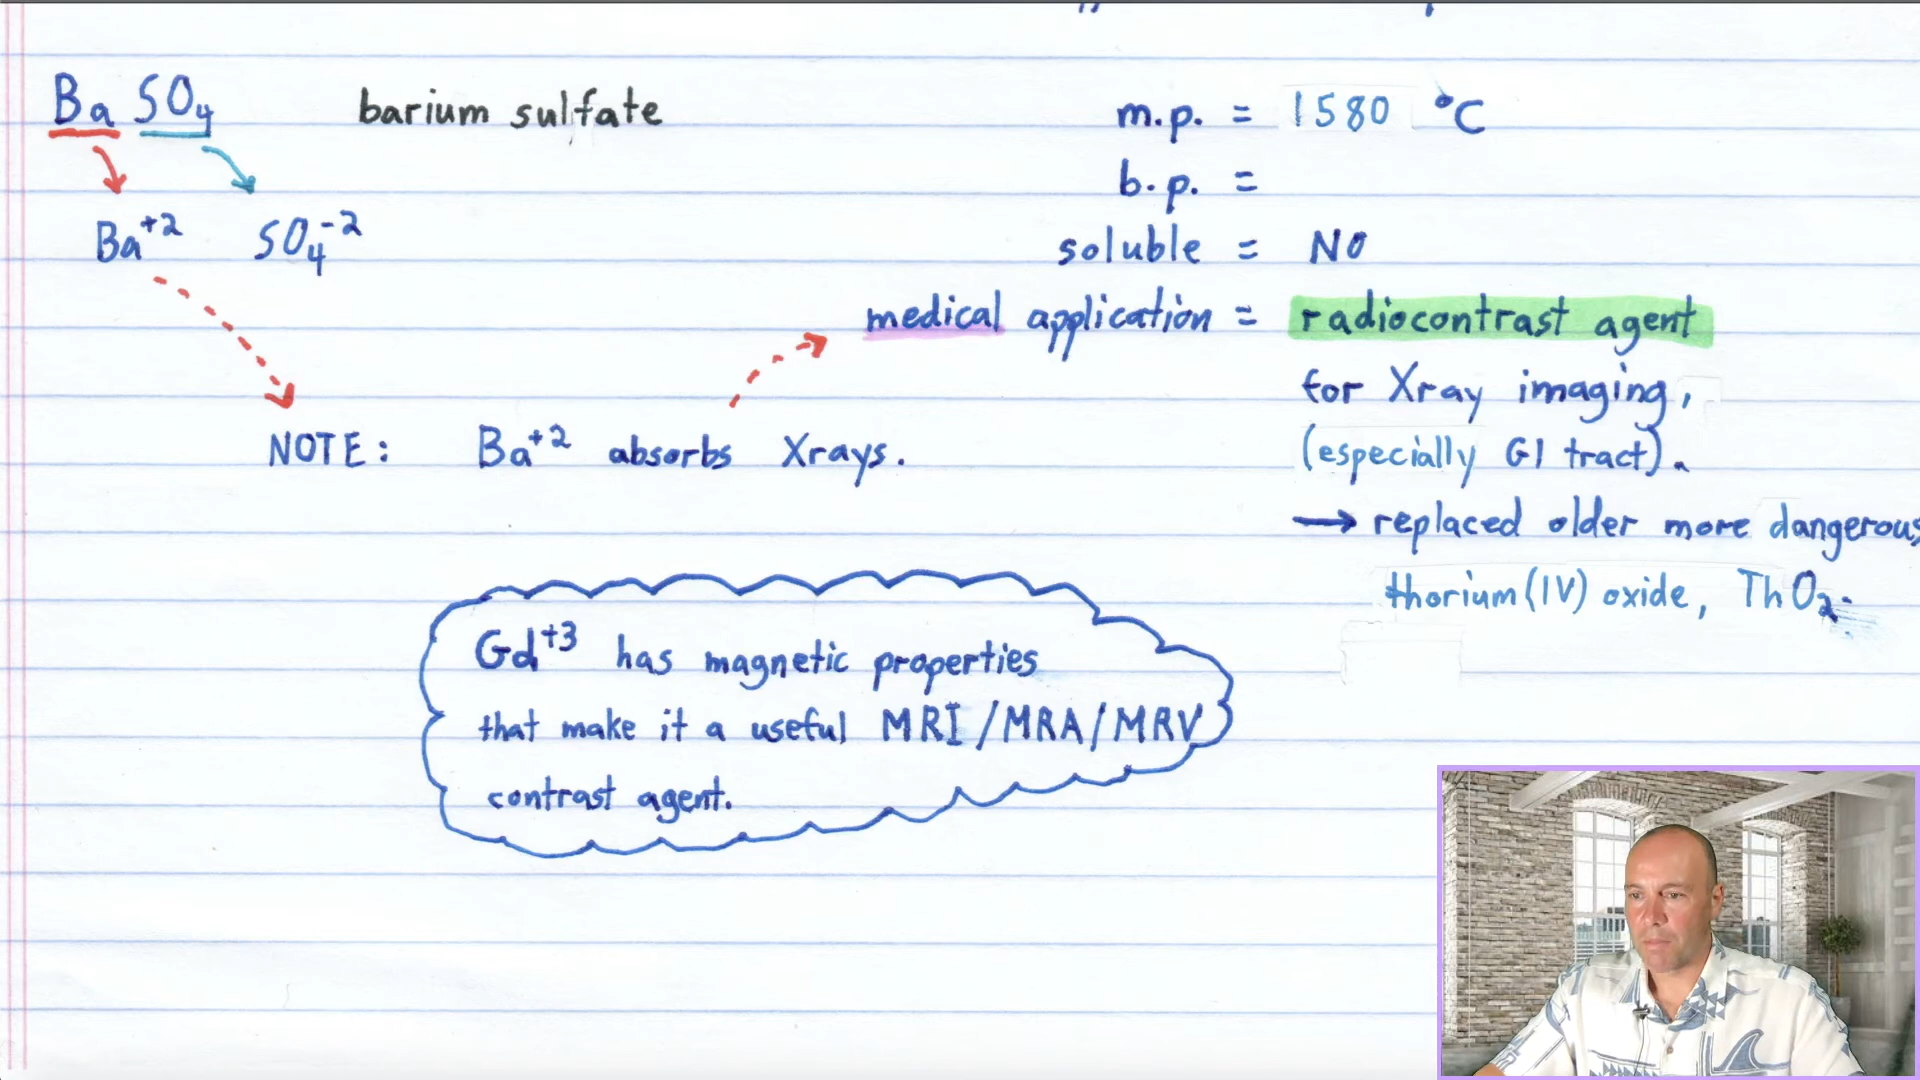 BaSO₄ barium sulfate m.p. = 1580 °C
b.p. =
Ba⁺² SO₄⁻² soluble = NO
medical application = radiocontrast agent
for Xray imaging,
NOTE: Ba⁺² absorbs Xrays. (especially GI tract).
→ replaced older more dangerous
thorium(IV) oxide, ThO₂.
Gd⁺³ has magnetic properties
that make it a useful MRI/MRA/MRV
contrast agent.